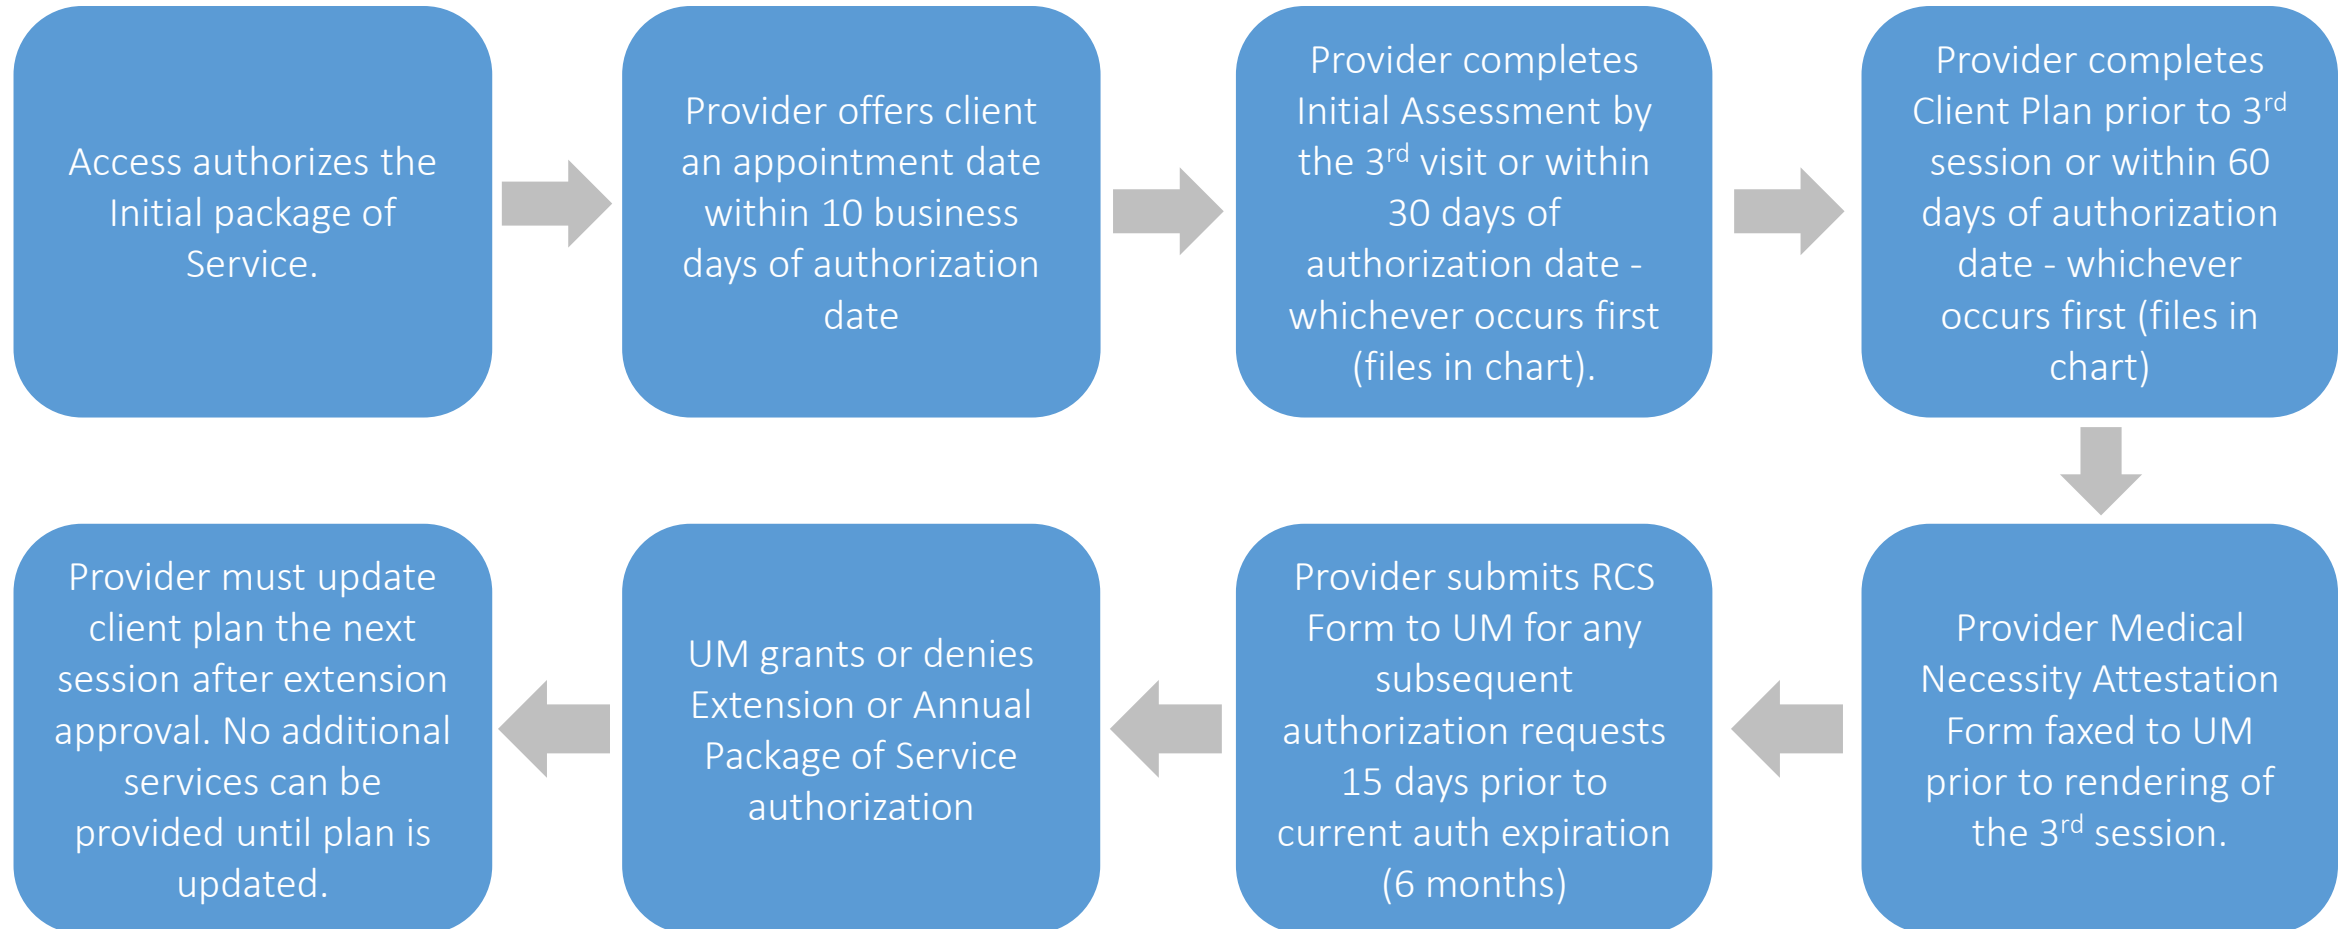 Access authorizes the
Initial package of
Service.
Provider offers client
an appointment date
within 10 business
days of authorization
date
Provider completes
Initial Assessment by
the 3rd visit or within
30 days of
authorization date -
whichever occurs first
(files in chart).
Provider completes
Client Plan prior to 3rd
session or within 60
days of authorization
date - whichever
occurs first (files in
chart)
Provider Medical
Necessity Attestation
Form faxed to UM
prior to rendering of
the 3rd session.
Provider submits RCS
Form to UM for any
subsequent
authorization requests
15 days prior to
current auth expiration
(6 months)
UM grants or denies
Extension or Annual
Package of Service
authorization
Provider must update
client plan the next
session after extension
approval. No additional
services can be
provided until plan is
updated.